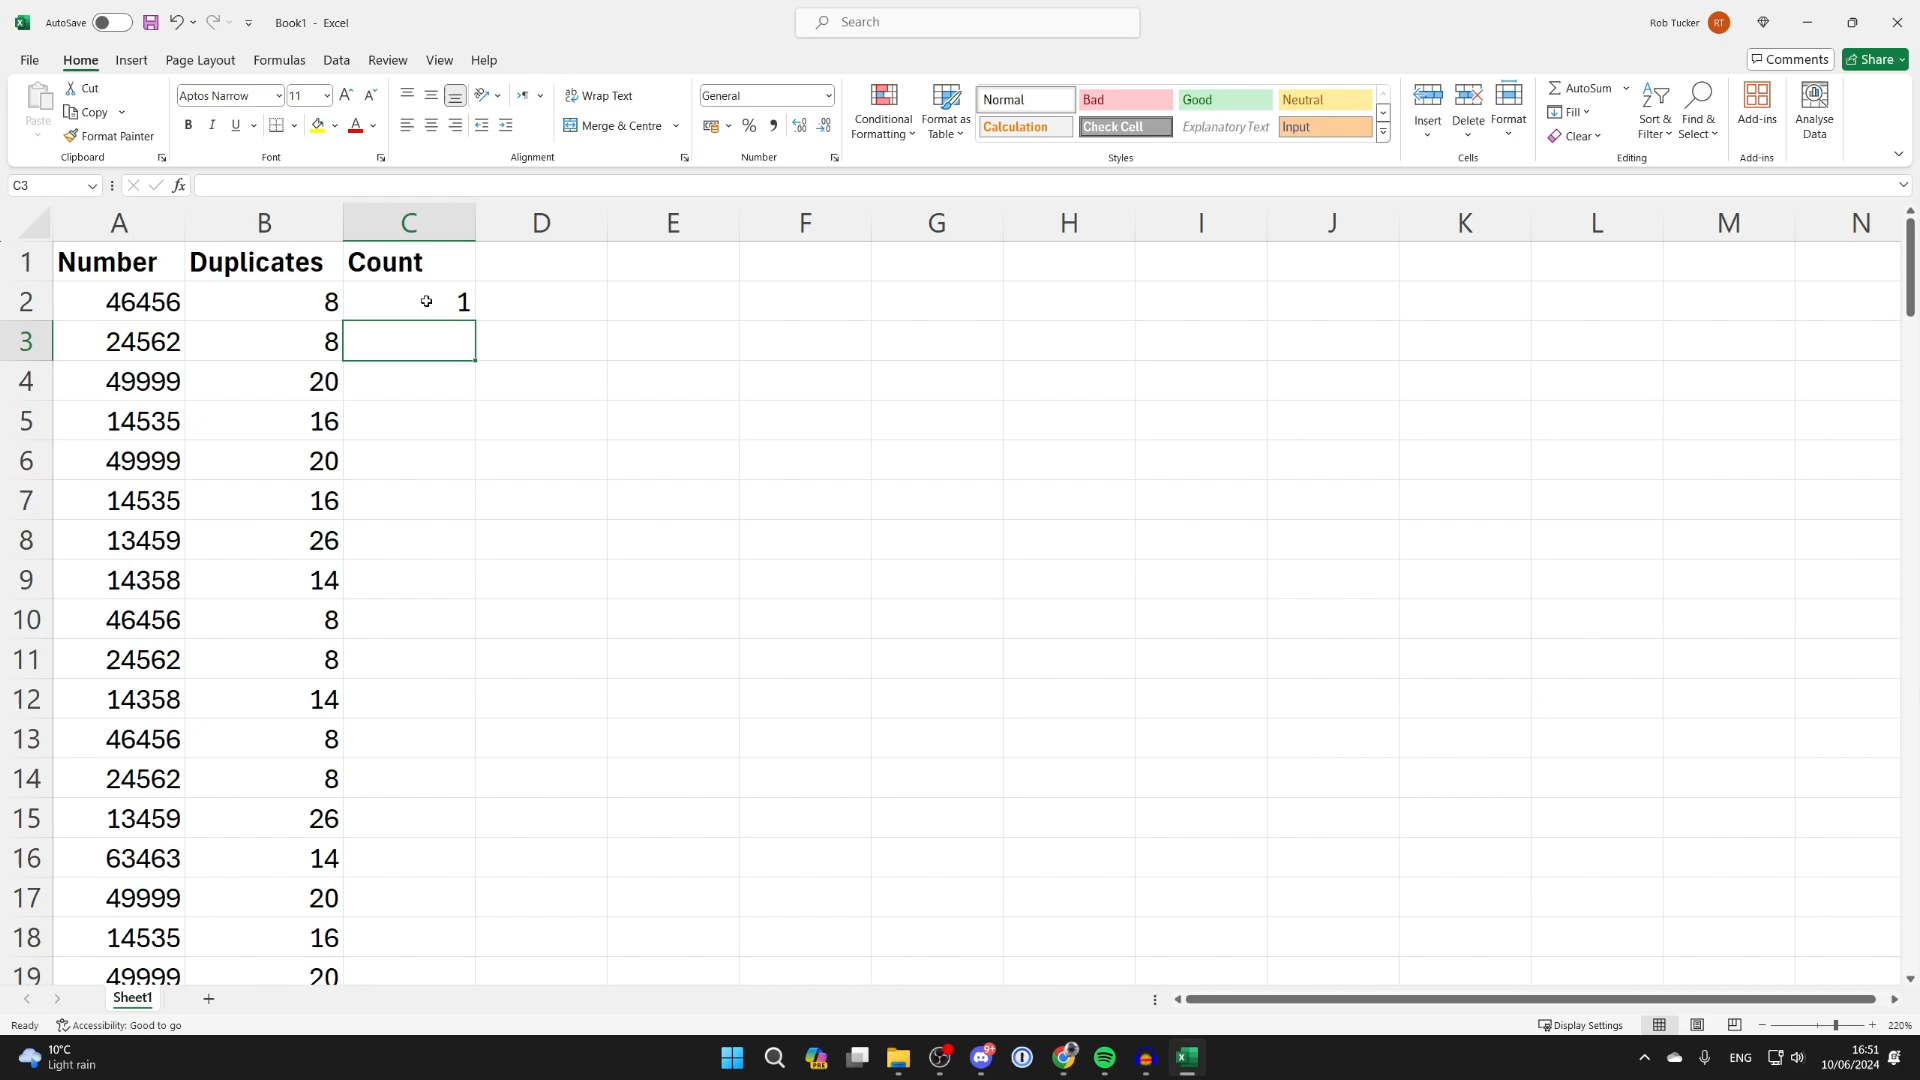 AutoSave
Book1 - Excel
Search
Rob Tucker RT
File Home Insert Page Layout Formulas Data Review View Help
Comments Share
Paste
Cut
Copy
Format Painter
Clipboard
Aptos Narrow 11
B I U
Font
Wrap Text
Merge & Centre
Alignment
General
Number
Conditional Formatting
Format as Table
Normal Bad Good Neutral
Calculation Check Cell Explanatory Text Input
Styles
Insert Delete Format
Cells
AutoSum
Fill
Clear
Sort & Filter
Find & Select
Editing
Add-ins
Add-ins
Analyse Data
C3 fx
A B C D E F G H I J K L M N
1 Number Duplicates Count
2 46456 8 1
3 24562 8
4 49999 20
5 14535 16
6 49999 20
7 14535 16
8 13459 26
9 14358 14
10 46456 8
11 24562 8
12 14358 14
13 46456 8
14 24562 8
15 13459 26
16 63463 14
17 49999 20
18 14535 16
19 49999 20
Sheet1
Ready Accessibility: Good to go Display Settings 220%
10°C
Light rain
ENG
16:51
10/06/2024